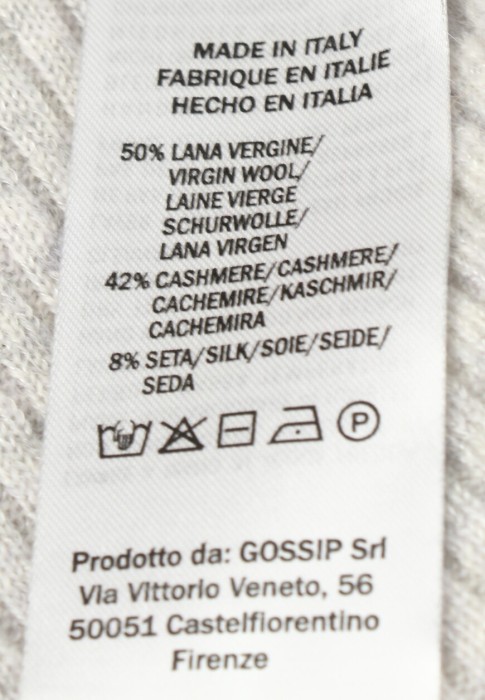 MADE IN ITALY
FABRIQUE EN ITALIE
HECHO EN ITALIA
50% LANA VERGINE/
VIRGIN WOOL/
LAINE VIERGE
SCHURWOLLE/
LANA VIRGEN
42% CASHMERE/CASHMERE/
CACHEMIRE/KASCHMIR/
CACHEMIRA
8% SETA/SILK/SOIE/SEIDE/
SEDA
P
Prodotto da: GOSSIP Srl
Via Vittorio Veneto, 56
50051 Castelfiorentino
Firenze